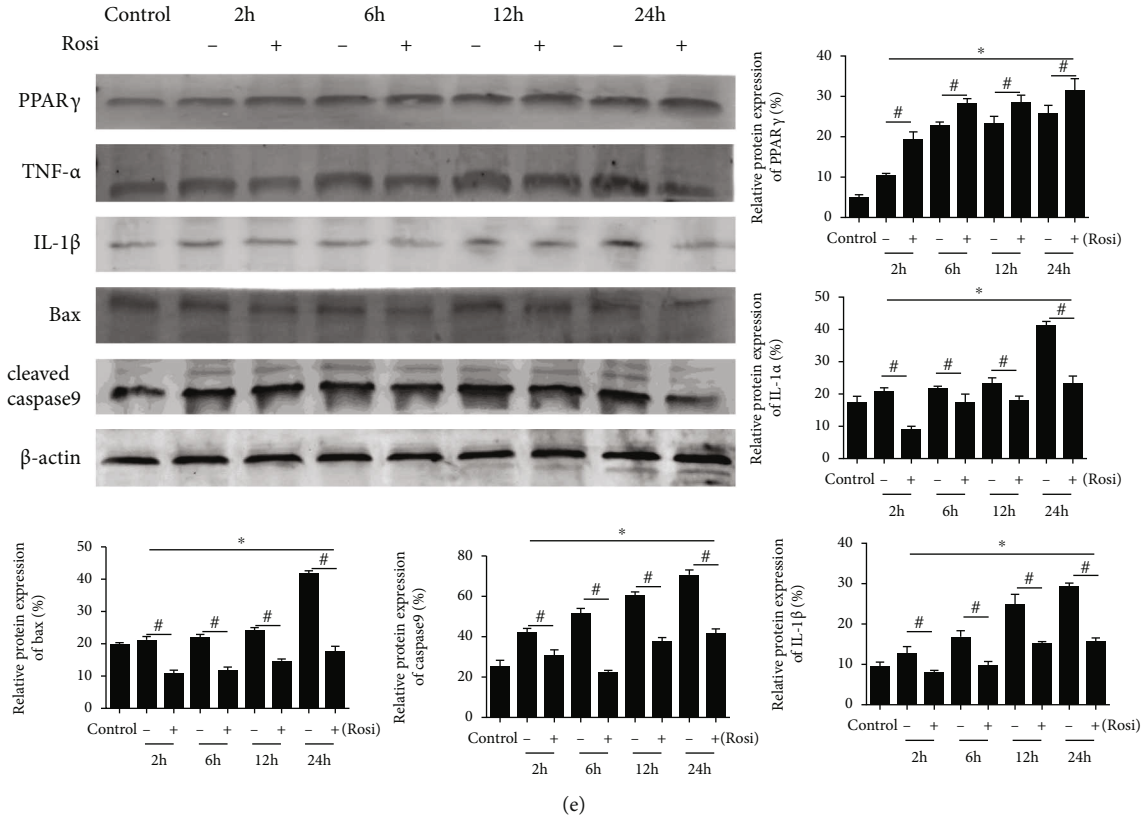 Control 2h 6h 12h 24h
Rosi – + – + – + – +
PPARγ
TNF-α
IL-1β
Bax
cleaved
caspase9
β-actin
Relative protein expression
of PPAR γ (%)
40
30
20
10
0
*
# # # #
Control – + – + – + – + (Rosi)
2h 6h 12h 24h
Relative protein expression
of IL-1α (%)
50
40
30
20
10
0
*
# # # #
Control – + – + – + – + (Rosi)
2h 6h 12h 24h
Relative protein expression
of bax (%)
50
40
30
20
10
0
*
# # # #
Control – + – + – + – + (Rosi)
2h 6h 12h 24h
Relative protein expression
of caspase9 (%)
80
60
40
20
0
*
# # # #
Control – + – + – + – + (Rosi)
2h 6h 12h 24h
Relative protein expression
of IL-1β (%)
40
30
20
10
0
*
# # # #
Control – + – + – + – + (Rosi)
2h 6h 12h 24h
(e)